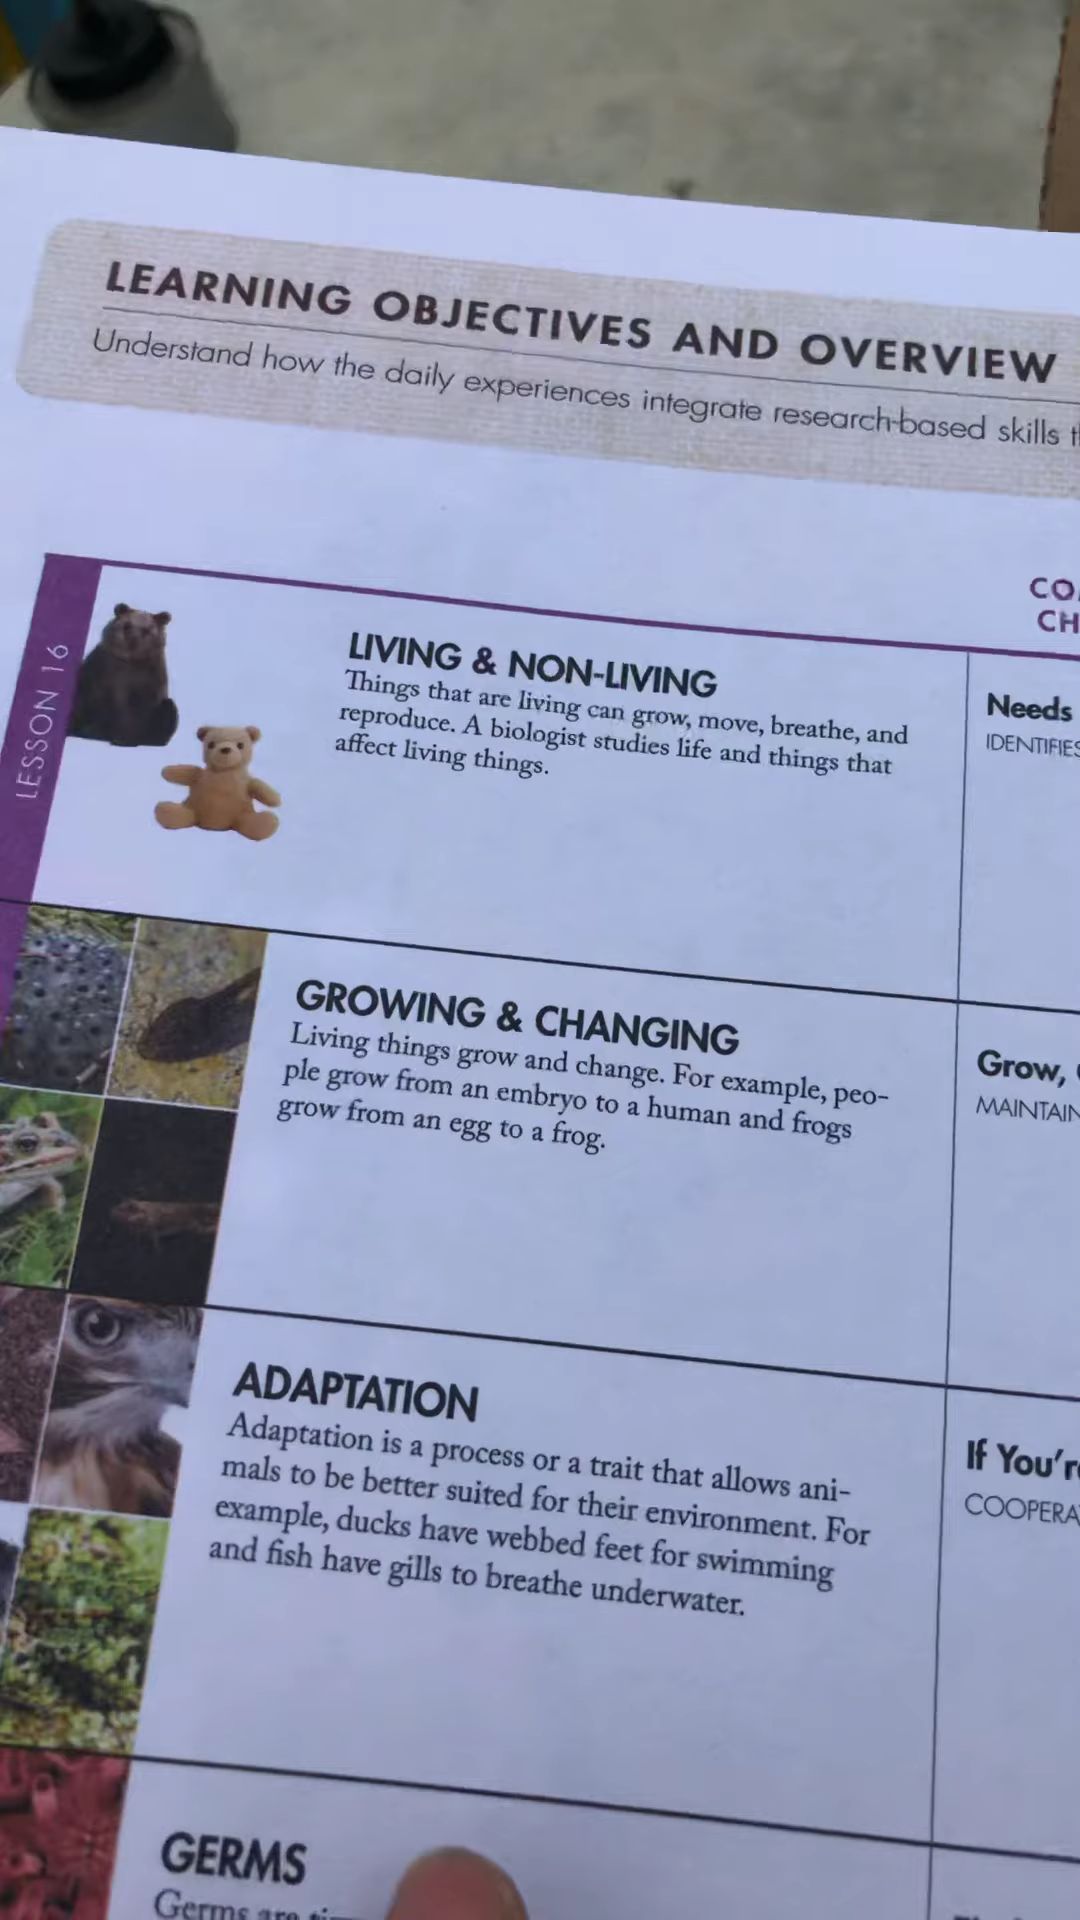 LEARNING OBJECTIVES AND OVERVIEW
Understand how the daily experiences integrate research-based skills
LESSON 16
LIVING & NON-LIVING
Things that are living can grow, move, breathe, and
reproduce. A biologist studies life and things that
affect living things.
Needs
IDENTIFIES
GROWING & CHANGING
Living things grow and change. For example, peo-
ple grow from an embryo to a human and frogs
grow from an egg to a frog.
Grow,
ADAPTATION
Adaptation is a process or a trait that allows ani-
mals to be better suited for their environment. For
example, ducks have webbed feet for swimming
and fish have gills to breathe underwater.
If
GERMS
Germs are